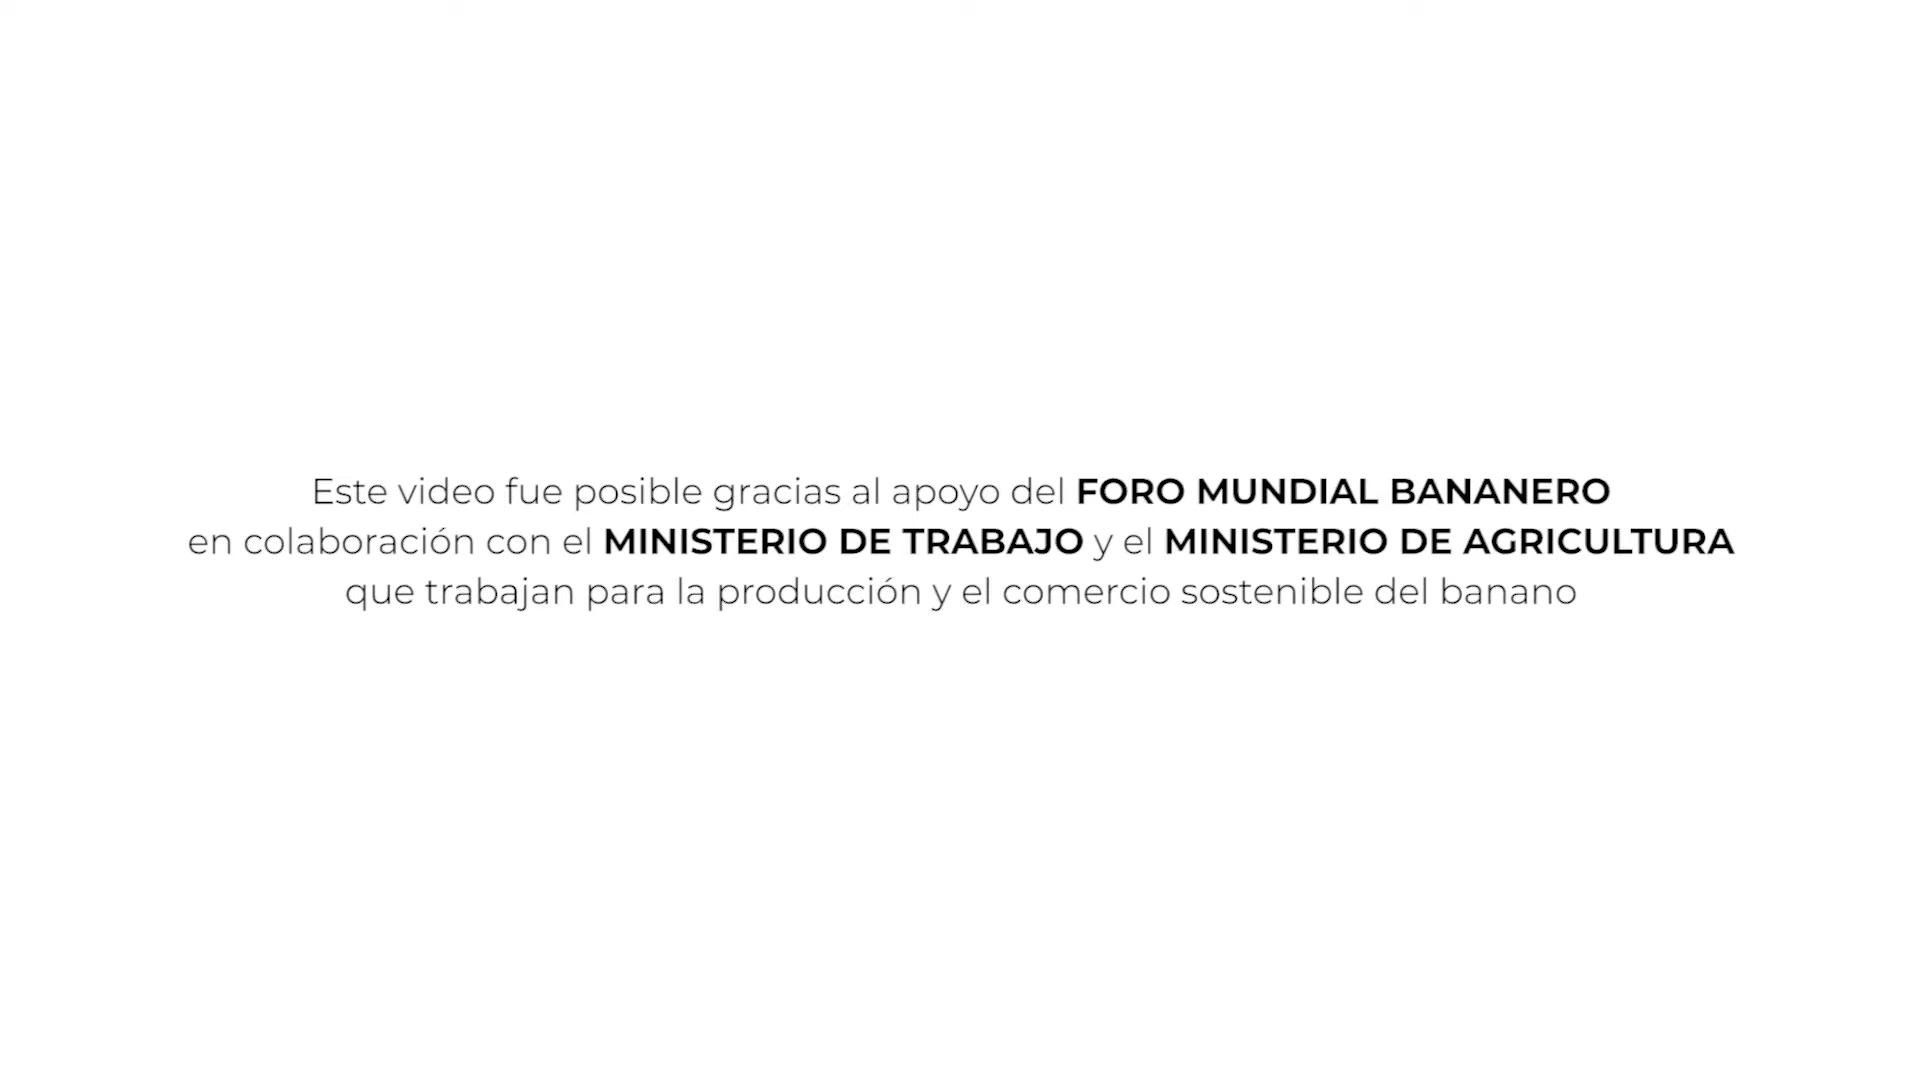 Este video fue posible gracias al apoyo del FORO MUNDIAL BANANERO
en colaboración con el MINISTERIO DE TRABAJO y el MINISTERIO DE AGRICULTURA
que trabajan para la producción y el comercio sostenible del banano